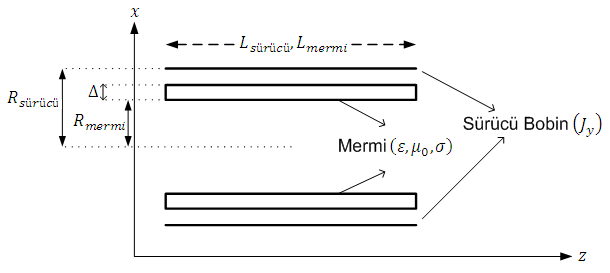 x
L_sürücü, L_mermi
R_sürücü
Δ
R_mermi
Sürücü Bobin (J_y)
Mermi (ε, μ_0, σ)
z